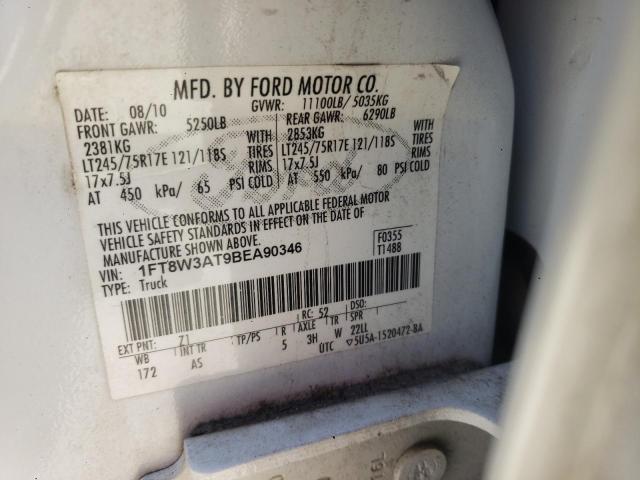 MFD. BY FORD MOTOR CO.
DATE: 08/10 GVWR: 11100LB/ 5035KG
FRONT GAWR: 5250LB REAR GAWR: 6290LB
2381KG WITH 2853KG WITH
LT245/75R17E 121/118S TIRES LT245/75R17E 121/118S TIRES
17x7.5J RIMS 17x7.5J RIMS
AT 450 kPa/ 65 PSI COLD AT 550 kPa/ 80 PSI COLD
Ford
THIS VEHICLE CONFORMS TO ALL APPLICABLE FEDERAL MOTOR
VEHICLE SAFETY STANDARDS IN EFFECT ON THE DATE OF
MANUFACTURE SHOWN ABOVE.
VIN: 1FT8W3AT9BEA90346 F0355
TYPE: Truck T1488
EXT PNT: Z1 RC: 52 DSO:
WB INT TR TP/PS R AXLE TR SPR
172 AS 5 3H W 22LL
UTC ▽5U5A-1520472-BA